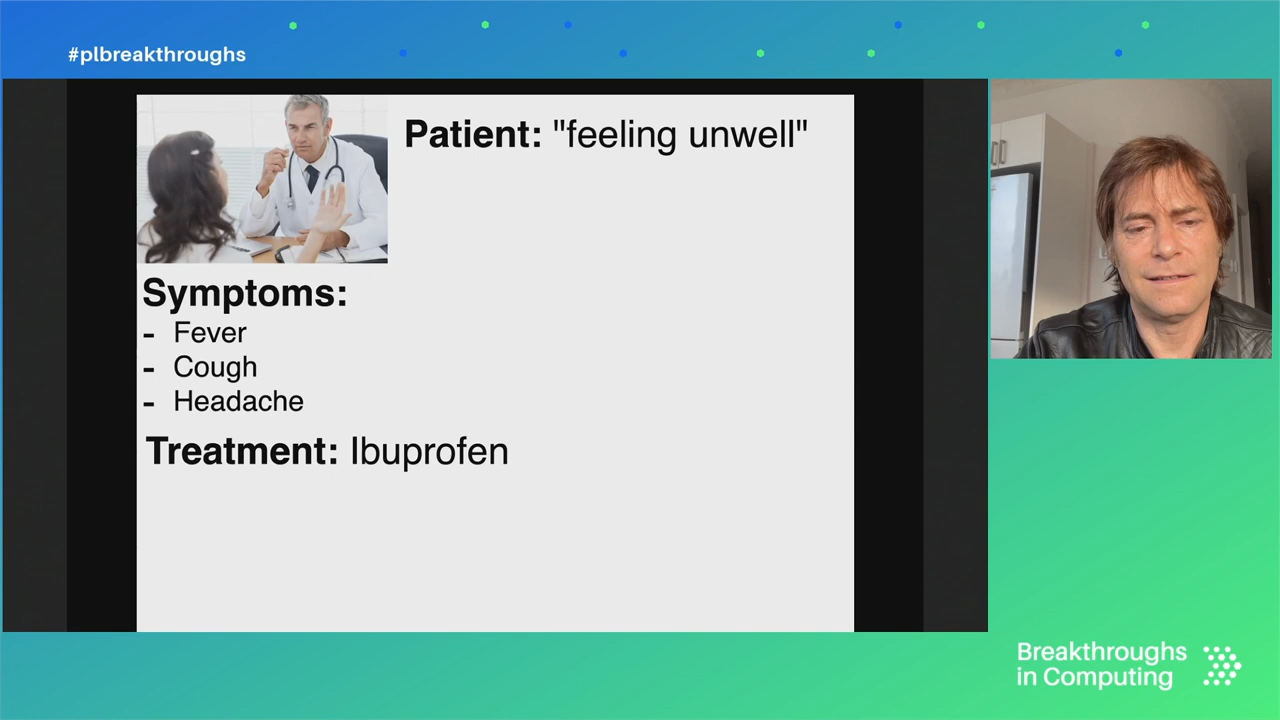 #plbreakthroughs
Patient: "feeling unwell"
Symptoms:
- Fever
- Cough
- Headache
Treatment: Ibuprofen
Breakthroughs
in Computing